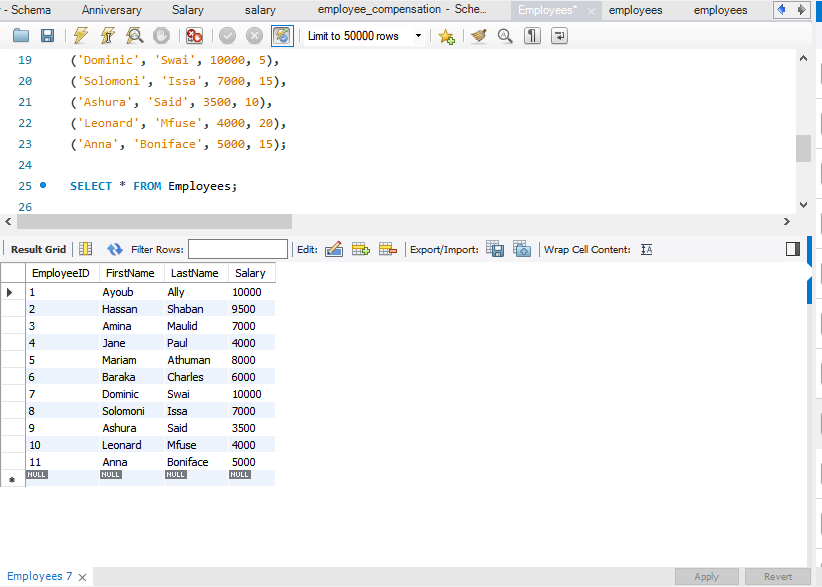 - Schema Anniversary Salary salary employee_compensation - Sche... Employees* employees employees
Limit to 50000 rows
19 ('Dominic', 'Swai', 10000, 5),
20 ('Solomoni', 'Issa', 7000, 15),
21 ('Ashura', 'Said', 3500, 10),
22 ('Leonard', 'Mfuse', 4000, 20),
23 ('Anna', 'Boniface', 5000, 15);
24
25 SELECT * FROM Employees;
26
Result Grid Filter Rows: Edit: Export/Import: Wrap Cell Content:
EmployeeID FirstName LastName Salary
1 Ayoub Ally 10000
2 Hassan Shaban 9500
3 Amina Maulid 7000
4 Jane Paul 4000
5 Mariam Athuman 8000
6 Baraka Charles 6000
7 Dominic Swai 10000
8 Solomoni Issa 7000
9 Ashura Said 3500
10 Leonard Mfuse 4000
11 Anna Boniface 5000
NULL NULL NULL NULL
Employees 7 Apply Revert